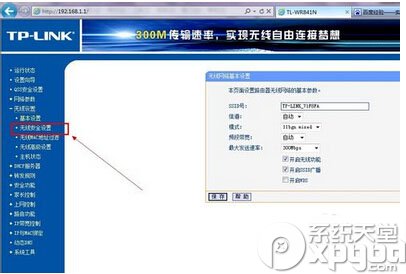 http://192.168.1.1/
TL-WR841N
百度经验
TP-LINK
300M传输速率，实现无线自由连接梦想
• 运行状态
• 设置向导
• QSS安全设置
• 网络参数
- 无线设置
• 基本设置
• 无线安全设置
• 无线MAC地址过滤
• 无线高级设置
• 主机状态
• DHCP服务器
• 转发规则
• 安全功能
• 家长控制
• 上网控制
• 路由功能
• IP带宽控制
• IP与MAC绑定
• 动态DNS
• 系统工具
无线网络基本设置
本页面设置路由器无线网络的基本参数。
SSID号：
信道：
自动
模式：
11bgn mixed
频段带宽：
自动
最大发送速率：
300Mbps
开启无线功能
开启SSID广播
开启WDS
保存
帮助
系统天堂
xpgod
.com